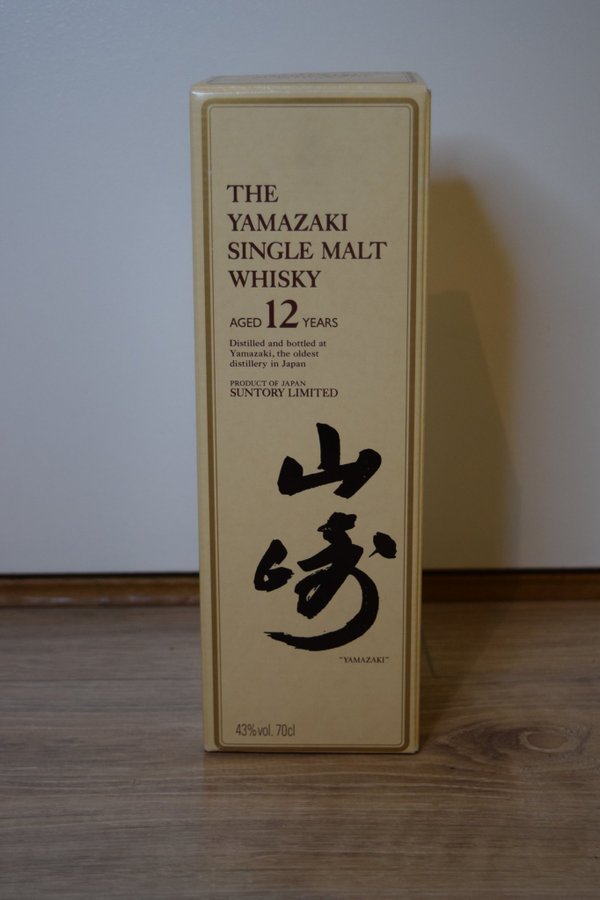 THE
YAMAZAKI
SINGLE MALT
WHISKY
AGED 12 YEARS
Distilled and bottled at
Yamazaki, the oldest
distillery in Japan
PRODUCT OF JAPAN
SUNTORY LIMITED
山
崎
"YAMAZAKI"
43%vol. 70cl